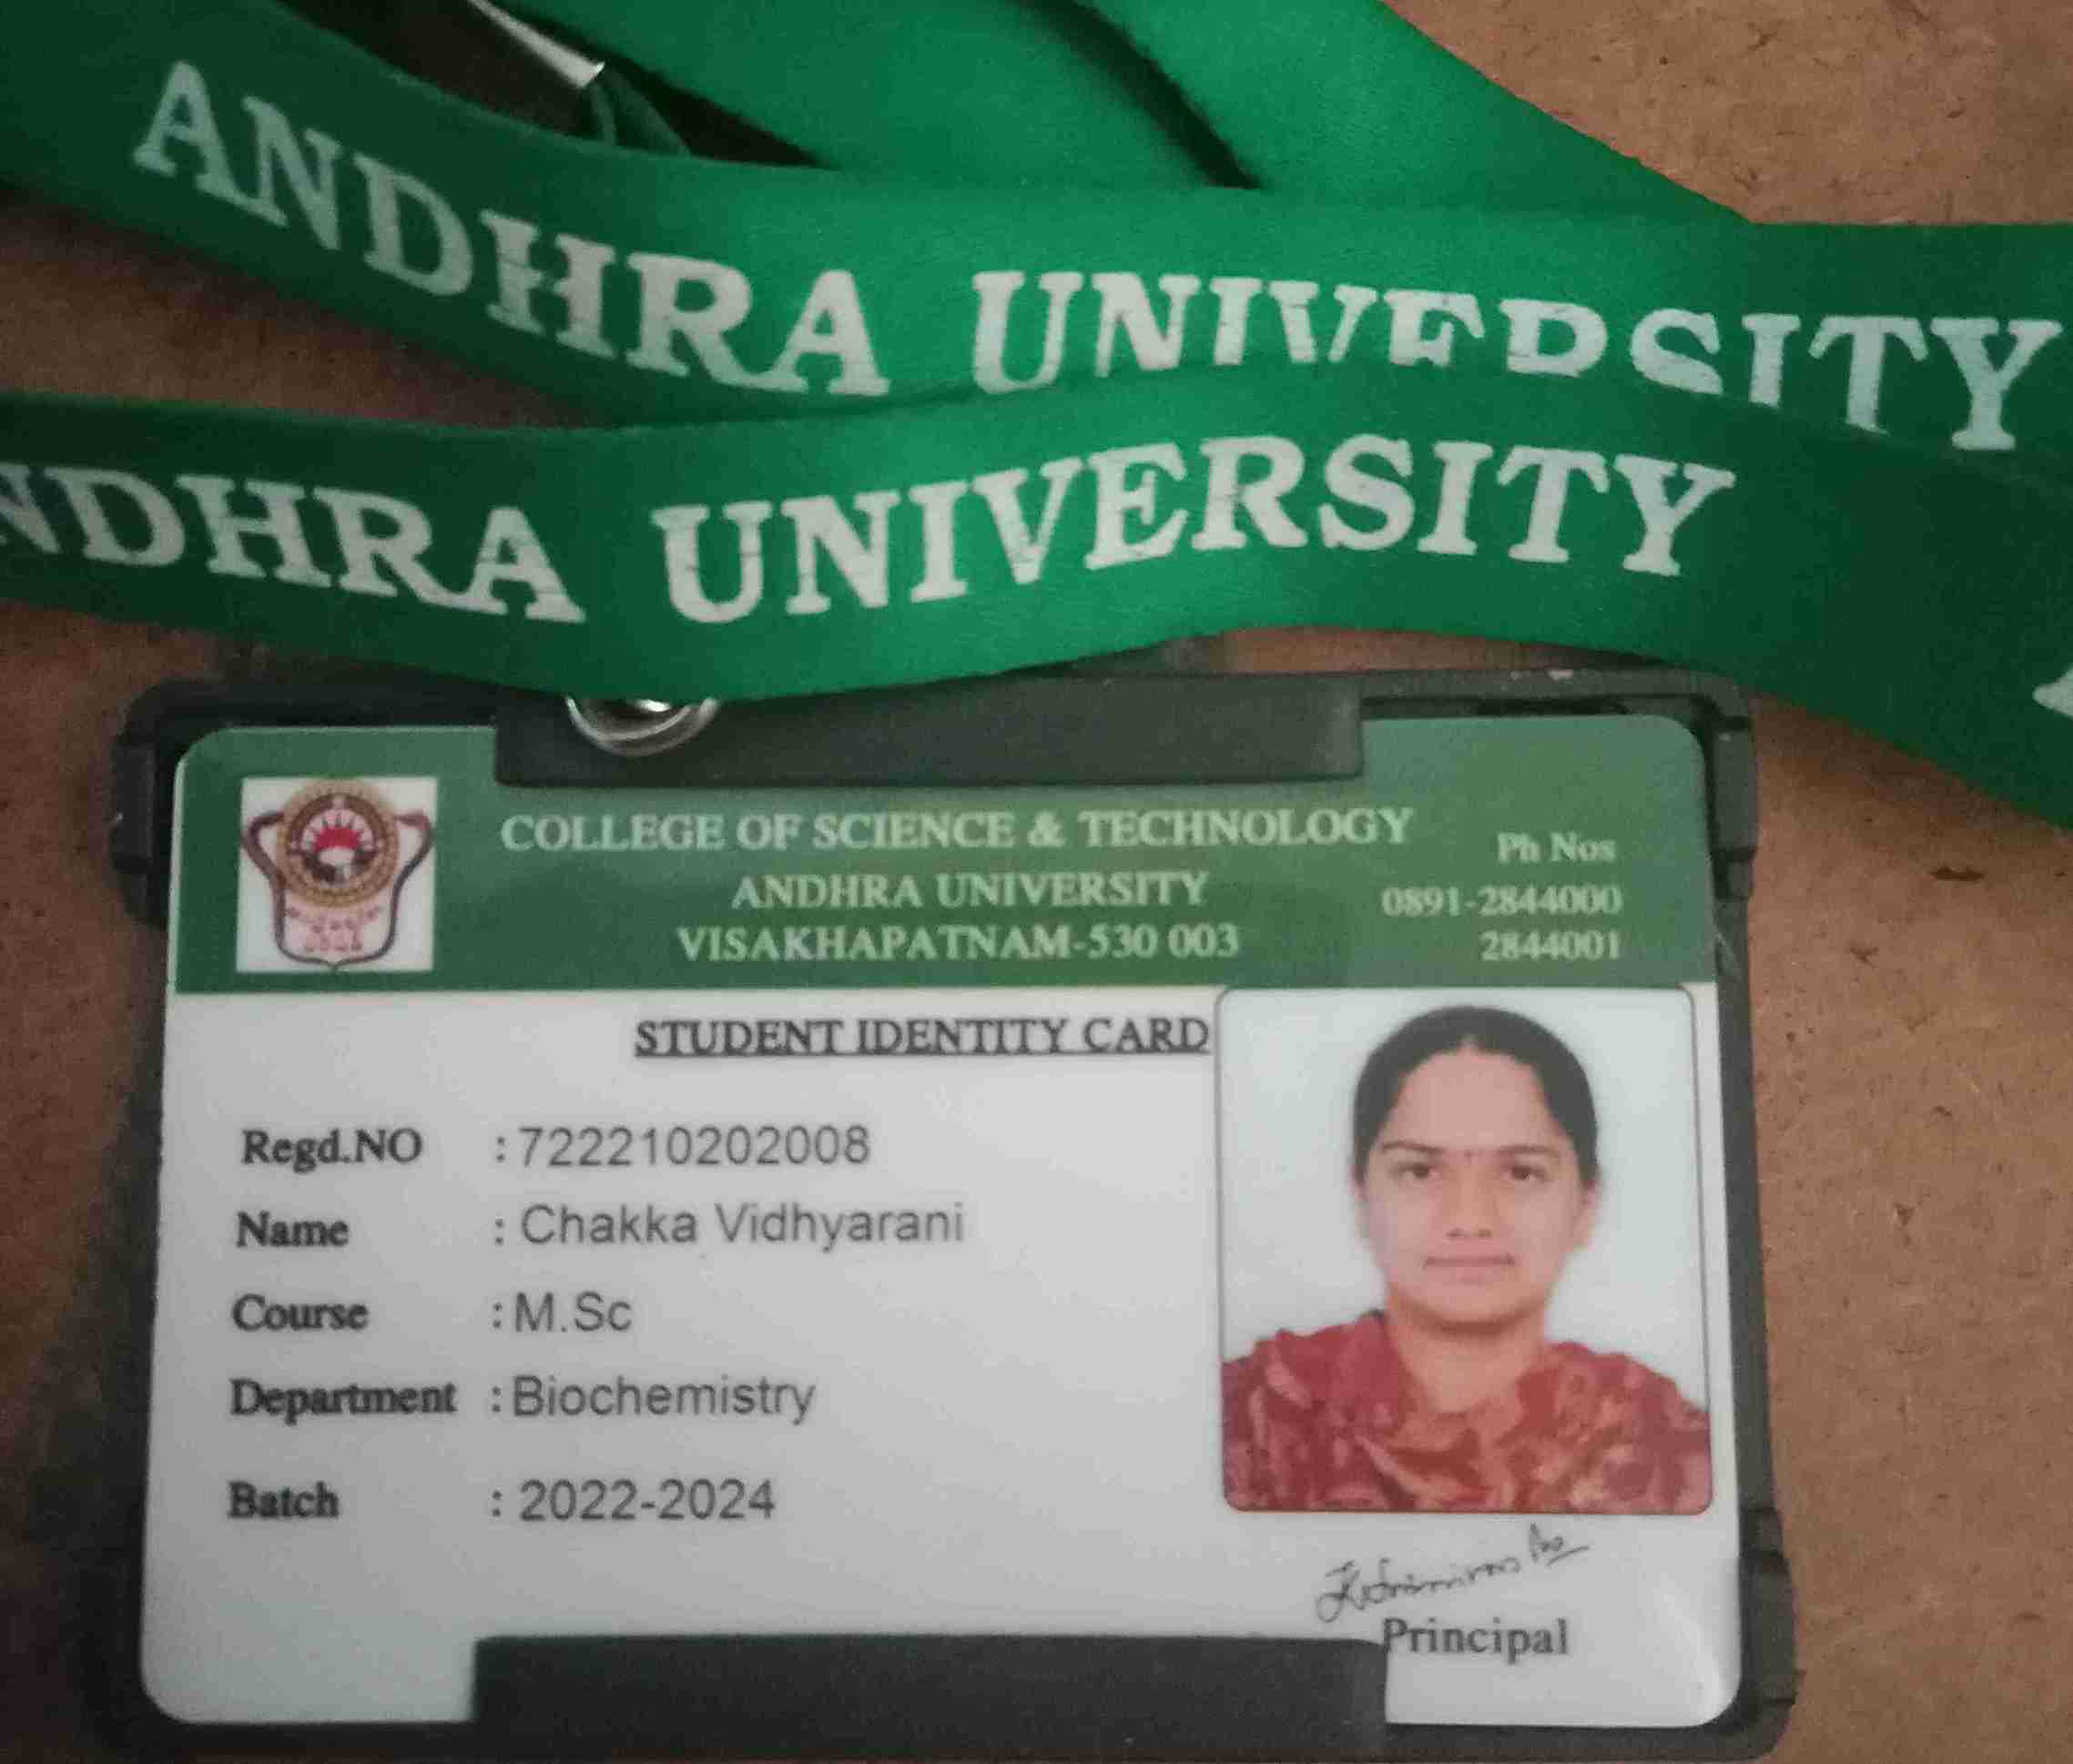 ANDHRA UNIVERSITY
NDHRA UNIVERSITY
COLLEGE OF SCIENCE & TECHNOLOGY
ANDHRA UNIVERSITY
VISAKHAPATNAM-530 003
Ph Nos
0891-2844000
2844001
STUDENT IDENTITY CARD
Regd.NO : 722210202008
Name : Chakka Vidhyarani
Course : M.Sc
Department : Biochemistry
Batch : 2022-2024
Principal